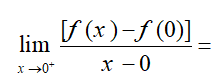 lim x→0⁺ [f(x)−f(0)] / x−0 =